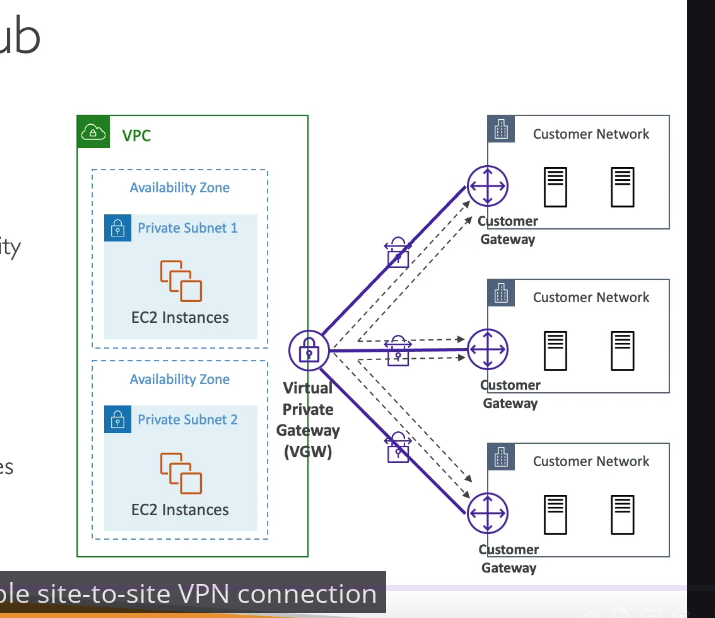 ub
VPC
Availability Zone
Private Subnet 1
EC2 Instances
Availability Zone
Private Subnet 2
EC2 Instances
Virtual
Private
Gateway
(VGW)
Customer Network
Customer
Gateway
Customer Network
Customer
Gateway
Customer Network
Customer
Gateway
ity
es
ple site-to-site VPN connection